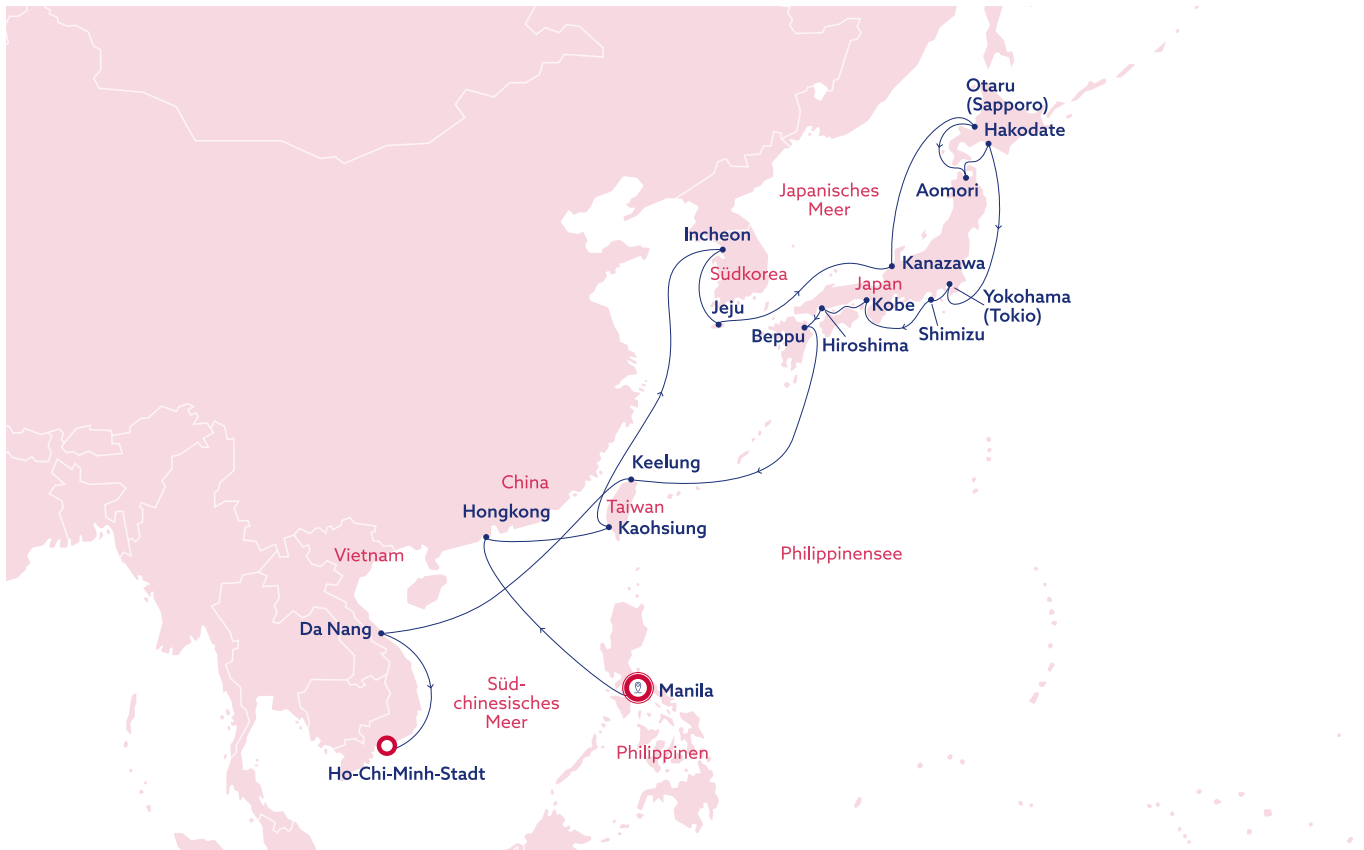 Otaru
(Sapporo)
Hakodate
Japanisches
Meer
Aomori
Incheon
Kanazawa
Südkorea
Japan
Yokohama
(Tokio)
Jeju
Kobe
Shimizu
Beppu
Hiroshima
Keelung
China
Taiwan
Hongkong
Kaohsiung
Vietnam
Philippinensee
Da Nang
Süd-
chinesisches
Meer
Manila
Philippinen
Ho-Chi-Minh-Stadt